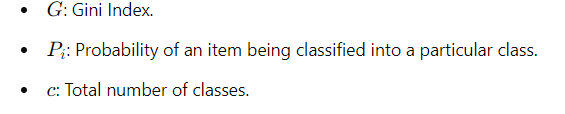 • G: Gini Index.
• Pᵢ: Probability of an item being classified into a particular class.
• c: Total number of classes.